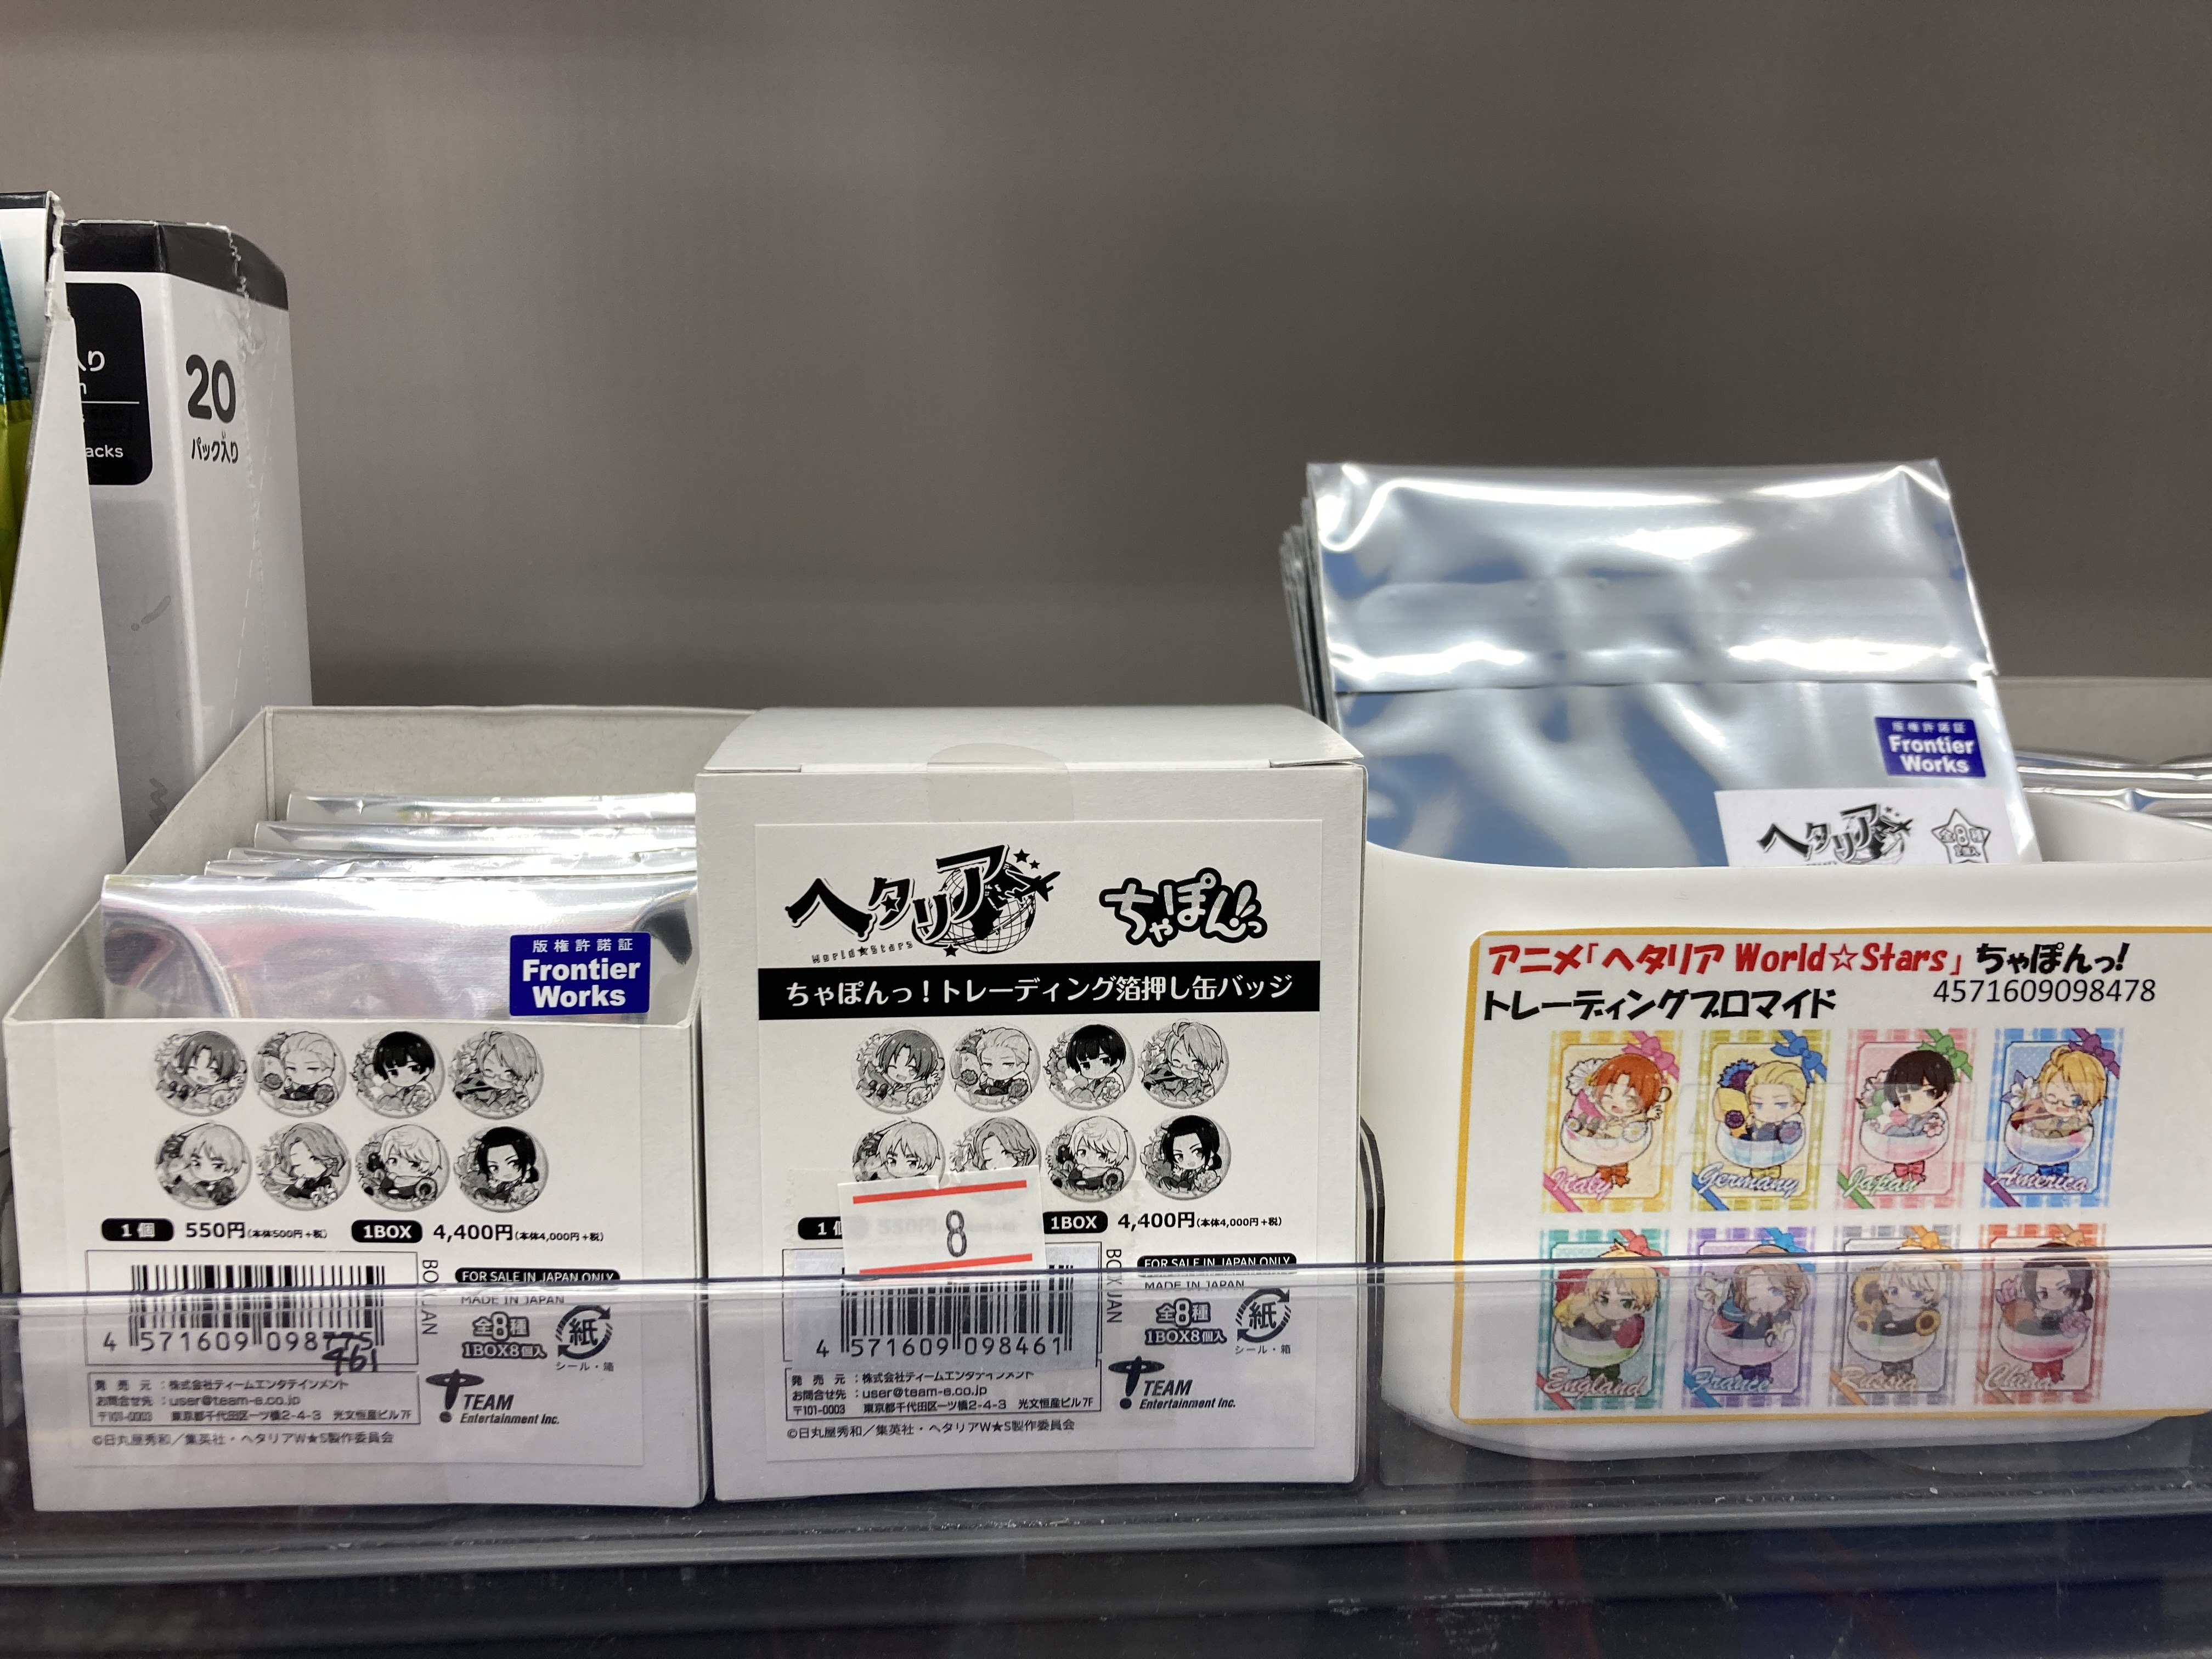 入り
20
パック入り
acks
版権許諾証
Frontier
Works
1個 550円(本体500円+税) 1BOX 4,400円(本体4,000円+税)
BOX JAN
FOR SALE IN JAPAN ONLY
MADE IN JAPAN
全8種
1BOX8個入
紙
シール・箱
4 571609 098775
461
発売元:株式会社ティームエンタテインメント
お問合せ先:user@team-e.co.jp
〒101-0003 東京都千代田区一ツ橋2-4-3 光文恒産ビル7F
TEAM
Entertainment Inc.
©日丸屋秀和/集英社・ヘタリアW★S製作委員会
ヘタリア
World★Stars
ちゃぽんっ
ちゃぽんっ!トレーディング箔押し缶バッジ
8
1個 550円 1BOX 4,400円(本体4,000円+税)
BOX JAN
FOR SALE IN JAPAN ONLY
MADE IN JAPAN
全8種
1BOX8個入
紙
シール・箱
4 571609 098461
発売元:株式会社ティームエンタテインメント
お問合せ先:user@team-e.co.jp
〒101-0003 東京都千代田区一ツ橋2-4-3 光文恒産ビル7F
TEAM
Entertainment Inc.
©日丸屋秀和/集英社・ヘタリアW★S製作委員会
版権許諾証
Frontier
Works
ヘタリア
全8種
アニメ「ヘタリア World☆Stars」ちゃぽんっ!
トレーディングブロマイド 4571609098478
Italy Germany Japan America
England France Russia China